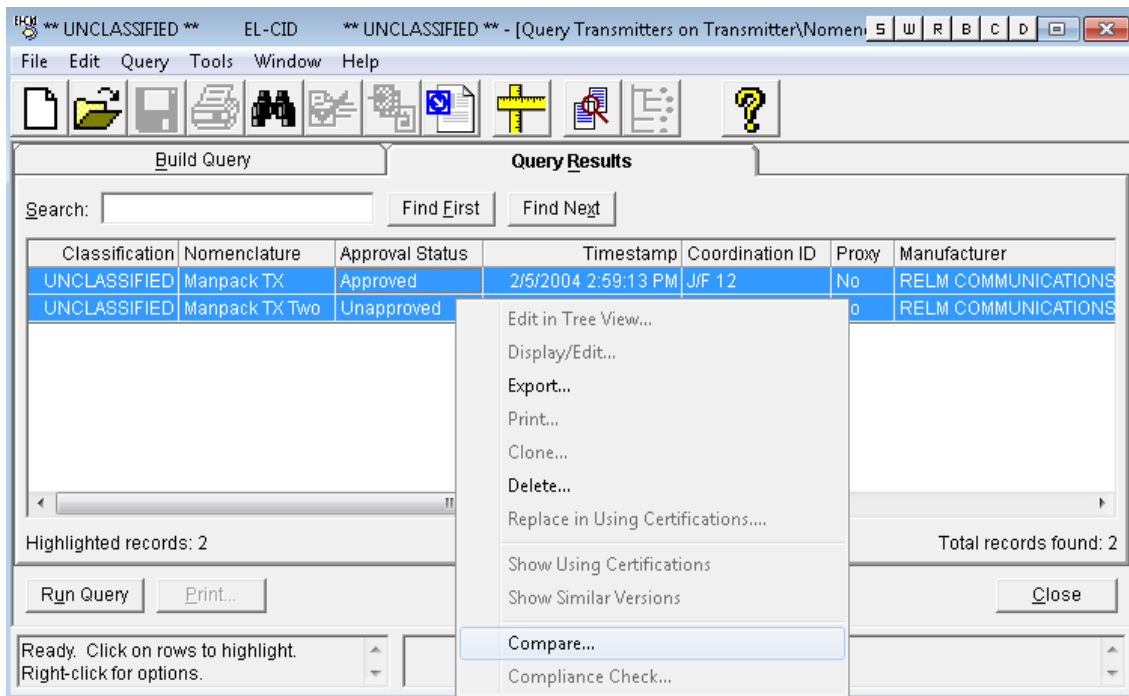 EL-CID ** UNCLASSIFIED ** EL-CID ** UNCLASSIFIED ** - [Query Transmitters on Transmitter\Nomen S W R B C D
File Edit Query Tools Window Help
Build Query Query Results
Search: Find First Find Next
Classification Nomenclature Approval Status Timestamp Coordination ID Proxy Manufacturer
UNCLASSIFIED Manpack TX Approved 2/5/2004 2:59:13 PM J/F 12 No RELM COMMUNICATIONS
UNCLASSIFIED Manpack TX Two Unapproved o RELM COMMUNICATIONS
Edit in Tree View...
Display/Edit...
Export...
Print...
Clone...
Delete...
Replace in Using Certifications....
Show Using Certifications
Show Similar Versions
Compare...
Compliance Check...
Highlighted records: 2 Total records found: 2
Run Query Print... Close
Ready. Click on rows to highlight.
Right-click for options.